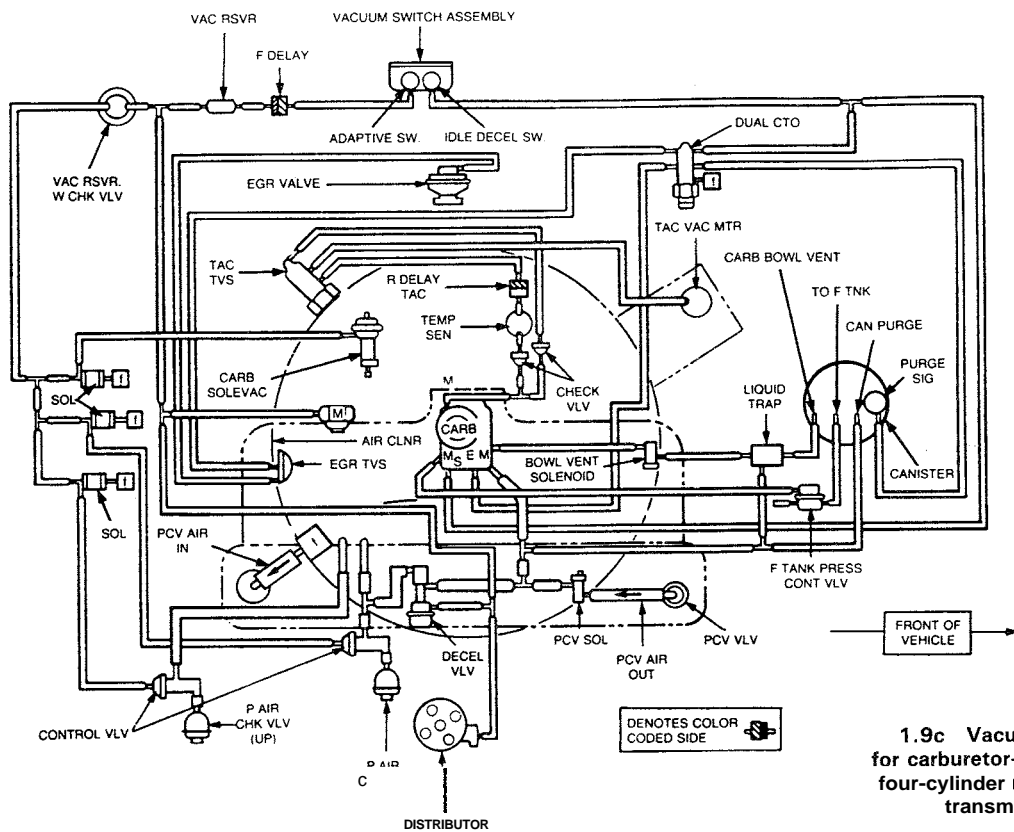 VAC RSVR
VACUUM SWITCH ASSEMBLY
F DELAY
ADAPTIVE SW.
IDLE DECEL SW.
DUAL CTO
VAC RSVR.
W CHK VLV
EGR VALVE
TAC VAC MTR
CARB BOWL VENT
TAC
TVS
R DELAY
TAC
TO F TNK
CAN PURGE
TEMP
SEN
PURGE
SIG
CARB
SOLEVAC
SOL
M
CHECK
VLV
LIQUID
TRAP
M
CARB
AIR CLNR
M S E M
EGR TVS
BOWL VENT
SOLENOID
CANISTER
SOL
PCV AIR
IN
F TANK PRESS
CONT VLV
DECEL
VLV
PCV SOL
PCV VLV
PCV AIR
OUT
FRONT OF
VEHICLE
CONTROL VLV
P AIR
CHK VLV
(UP)
P AIR
C
DENOTES COLOR
CODED SIDE
DISTRIBUTOR
1.9c Vacu
for carburetor-
four-cylinder
transm